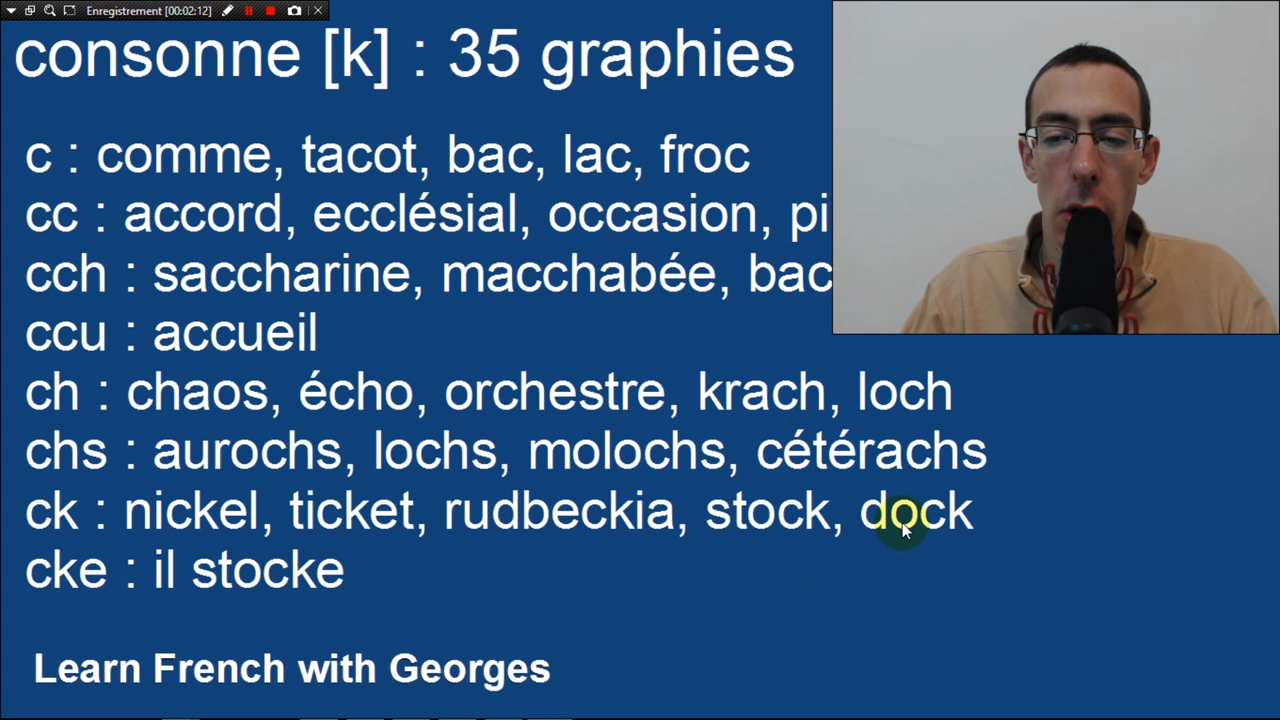 Enregistrement [00:02:12]
consonne [k] : 35 graphies
c : comme, tacot, bac, lac, froc
cc : accord, ecclésial, occasion, pi
cch : saccharine, macchabée, bac
ccu : accueil
ch : chaos, écho, orchestre, krach, loch
chs : aurochs, lochs, molochs, cétérachs
ck : nickel, ticket, rudbeckia, stock, dock
cke : il stocke
Learn French with Georges